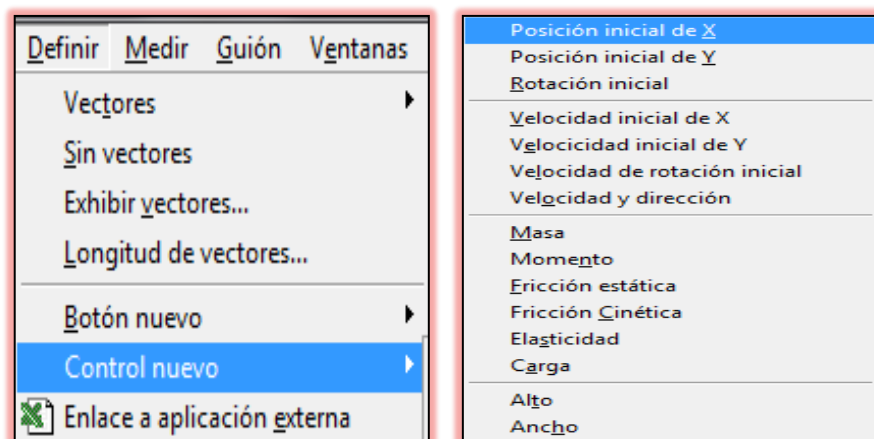 Definir Medir Guión Ventanas
Vectores
Sin vectores
Exhibir vectores...
Longitud de vectores...
Botón nuevo
Control nuevo
Enlace a aplicación externa
Posición inicial de X
Posición inicial de Y
Rotación inicial
Velocidad inicial de X
Velocicidad inicial de Y
Velocidad de rotación inicial
Velocidad y dirección
Masa
Momento
Fricción estática
Fricción Cinética
Elasticidad
Carga
Alto
Ancho